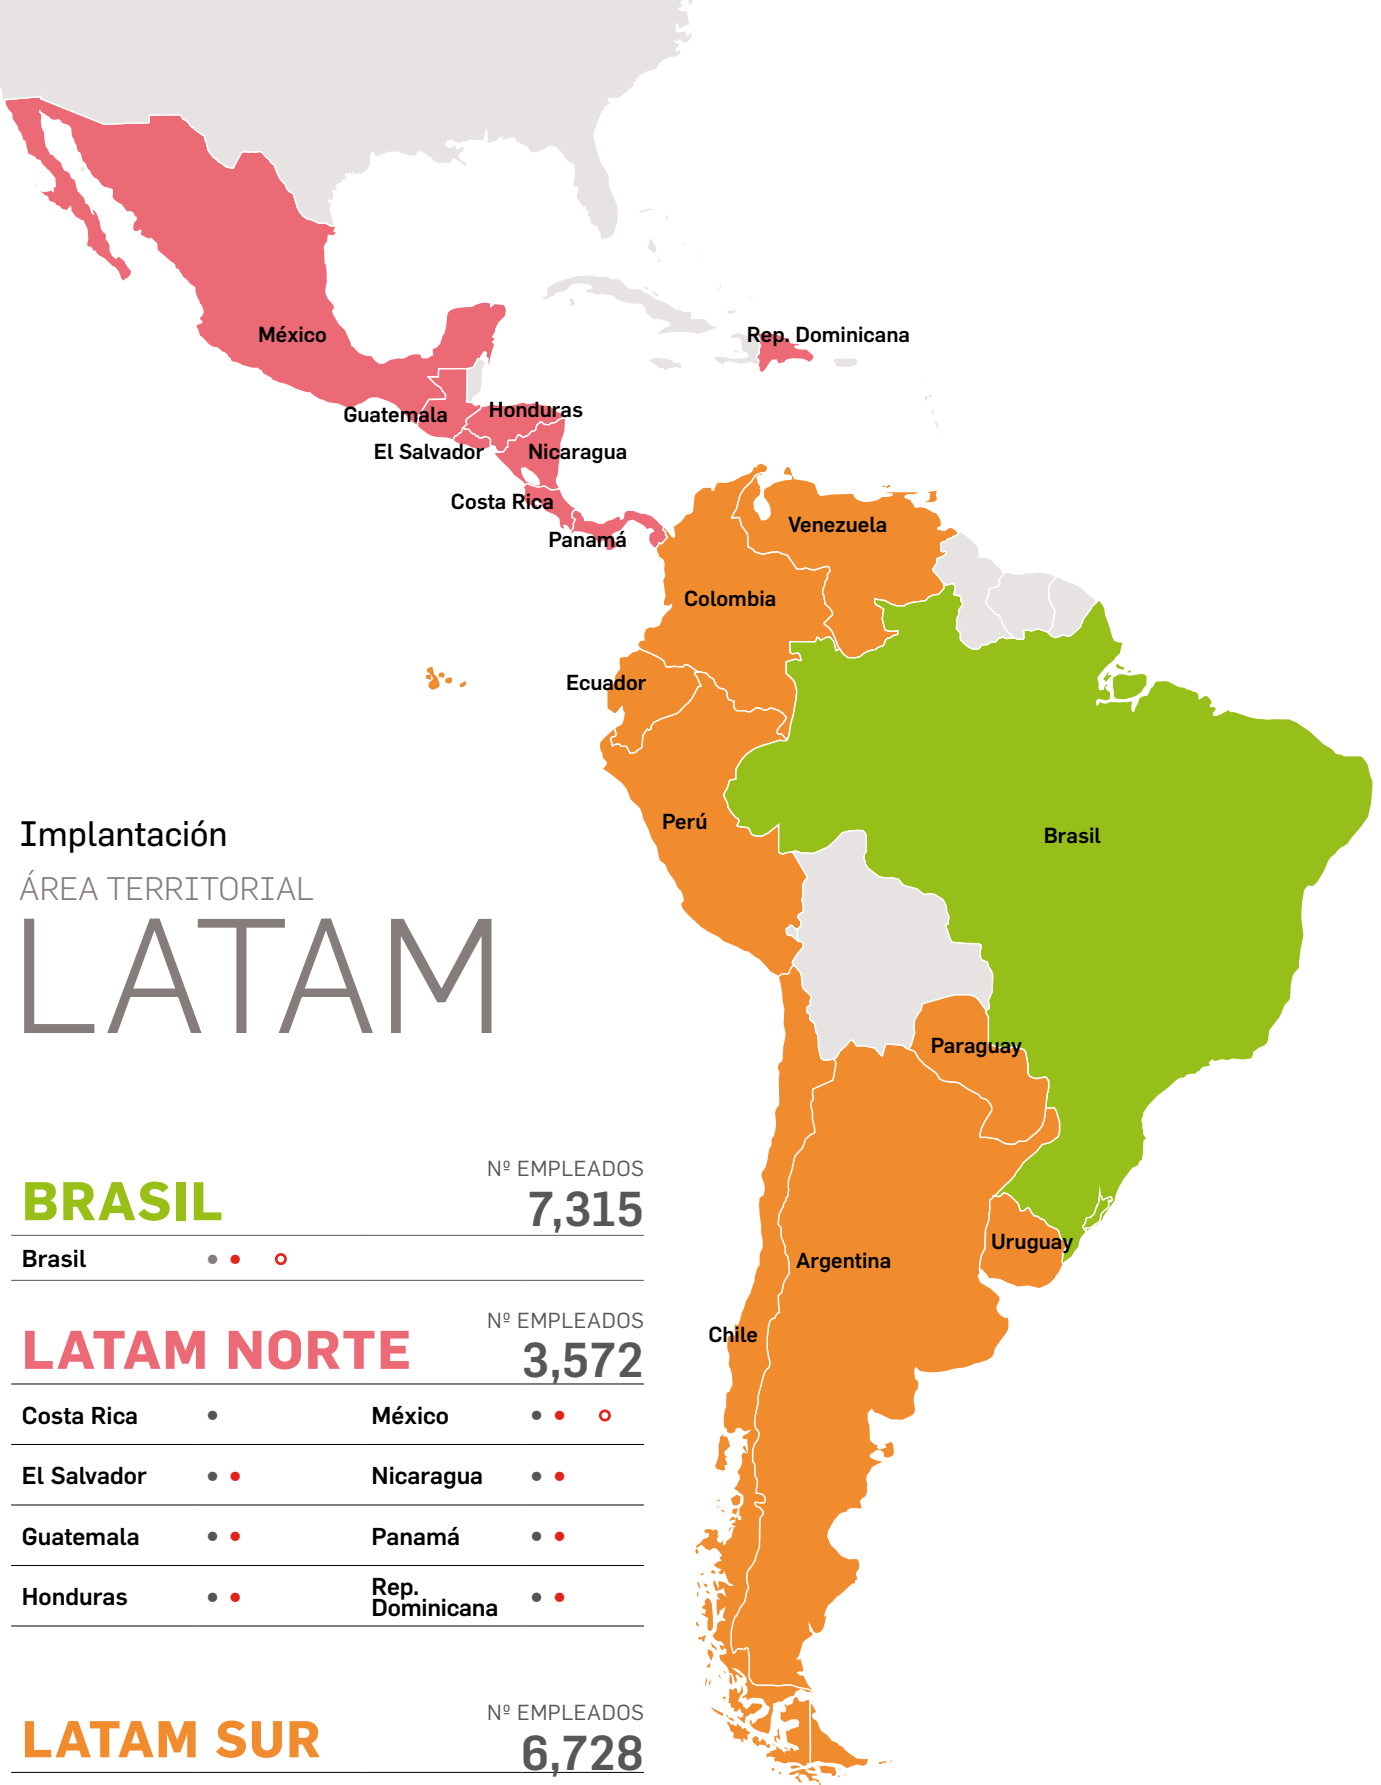 México
Rep. Dominicana
Guatemala
Honduras
El Salvador
Nicaragua
Costa Rica
Panamá
Venezuela
Colombia
Ecuador
Perú
Brasil
Paraguay
Uruguay
Argentina
Chile
Implantación
ÁREA TERRITORIAL
LATAM
BRASIL
Nº EMPLEADOS
7,315
Brasil
LATAM NORTE
Nº EMPLEADOS
3,572
Costa Rica
México
El Salvador
Nicaragua
Guatemala
Panamá
Honduras
Rep.
Dominicana
LATAM SUR
Nº EMPLEADOS
6,728